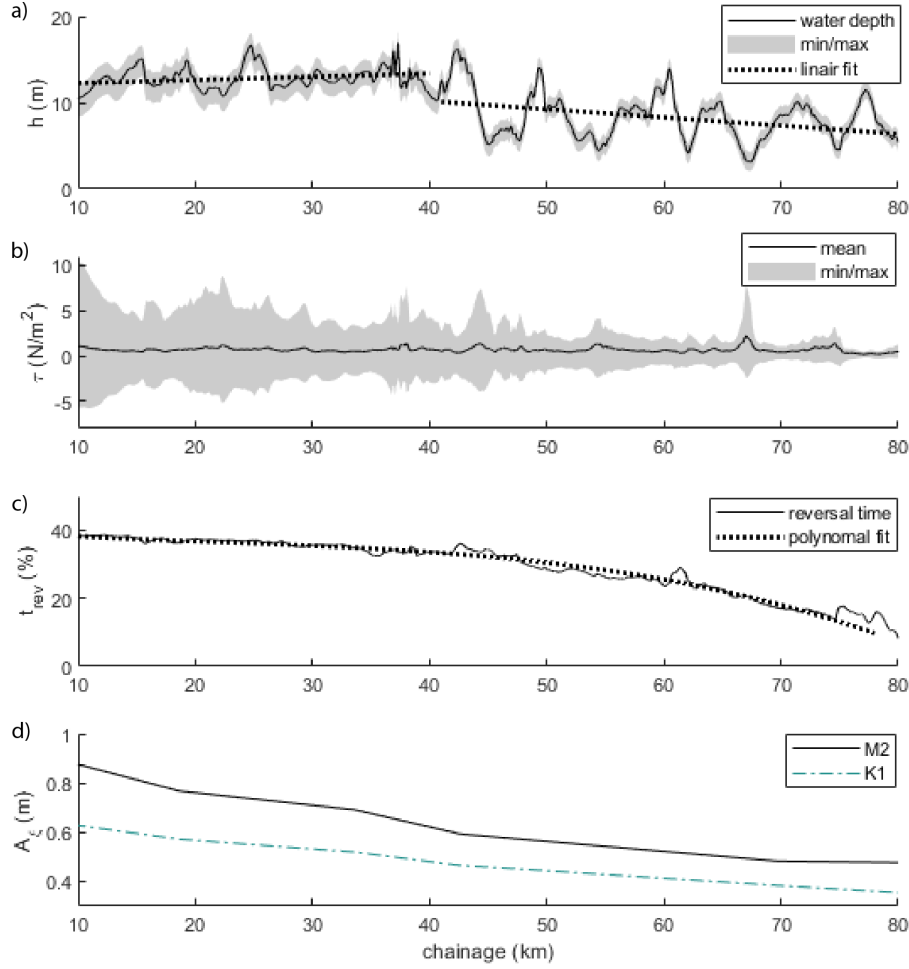 a)
20
10
0
h (m)
water depth
min/max
linair fit
10 20 30 40 50 60 70 80
b)
10
5
0
-5
τ (N/m²)
mean
min/max
10 20 30 40 50 60 70 80
c)
40
20
0
t_rev (%)
reversal time
polynomal fit
10 20 30 40 50 60 70 80
d)
1
0.8
0.6
0.4
A_ξ (m)
M2
K1
10 20 30 40 50 60 70 80
chainage (km)